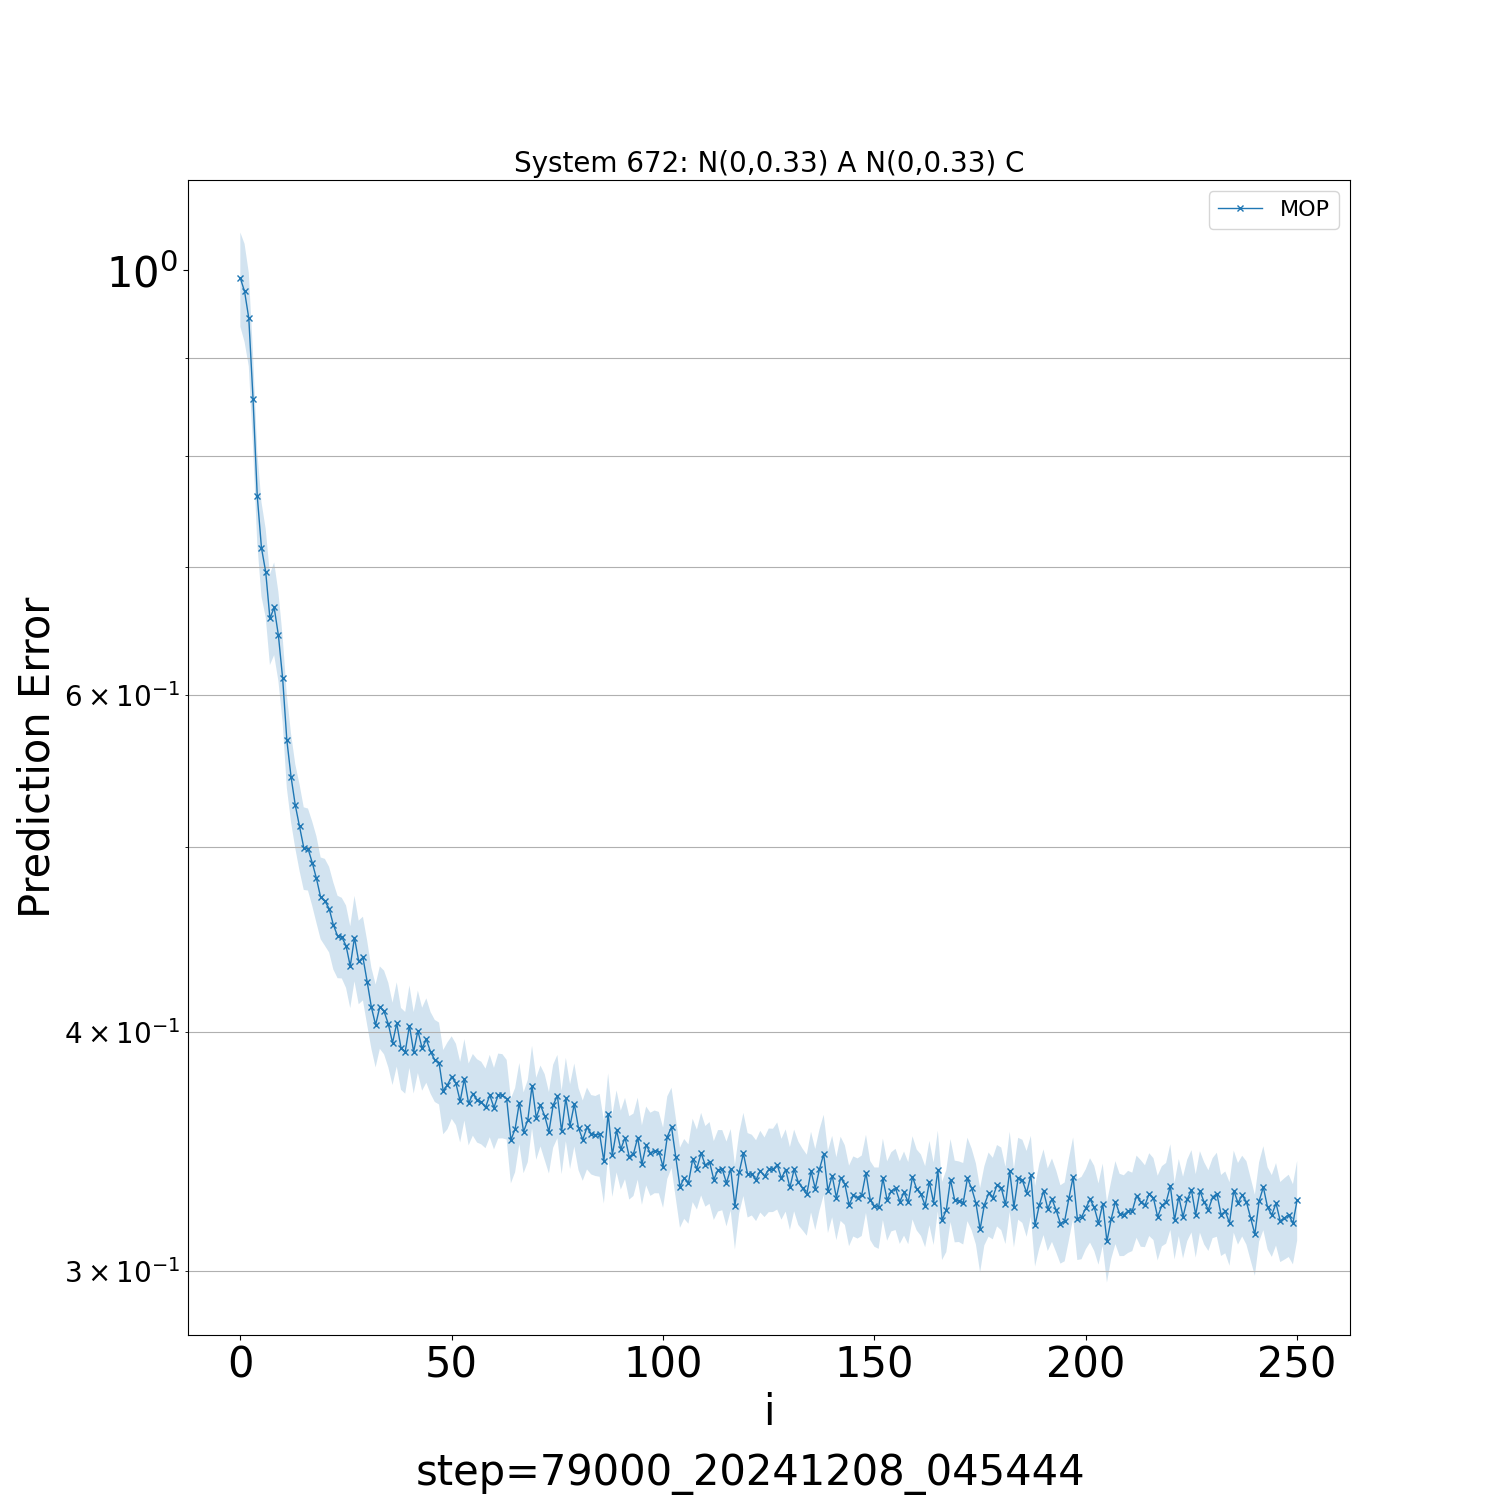 System 672: N(0,0.33) A N(0,0.33) C
MOP
10⁰
6 × 10⁻¹
4 × 10⁻¹
3 × 10⁻¹
Prediction Error
0 50 100 150 200 250
i
step=79000_20241208_045444